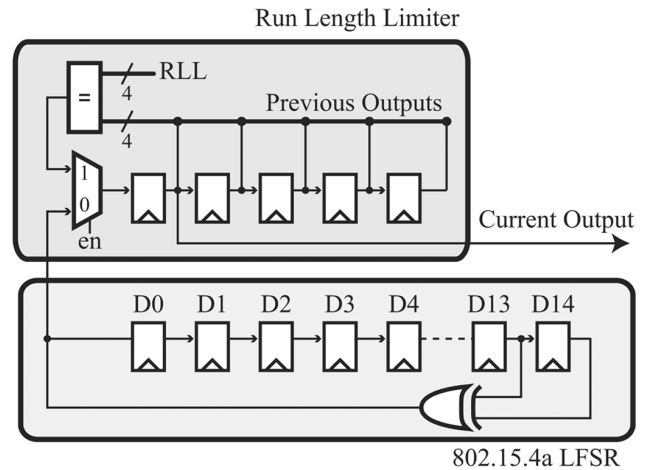 Run Length Limiter
RLL
4
=
Previous Outputs
4
1
0
en
Current Output
D0 D1 D2 D3 D4 D13 D14
802.15.4a LFSR